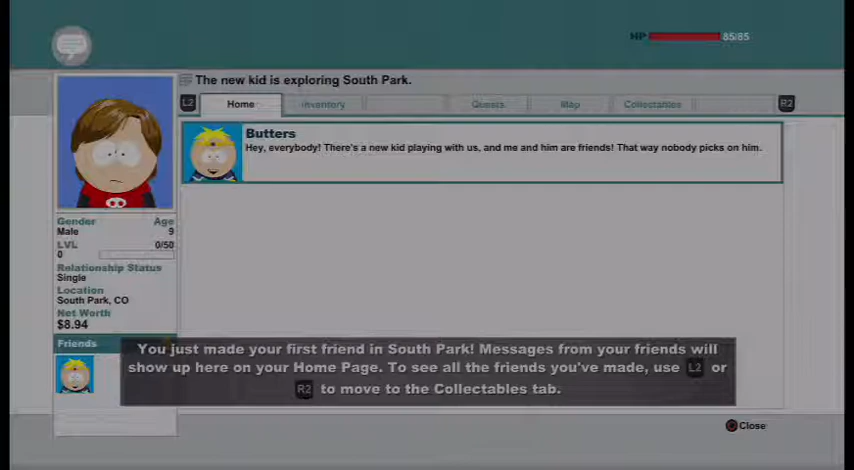 HP 85/85
The new kid is exploring South Park.
L2 Home Inventory Quests Map Collectables R2
Butters
Hey, everybody! There's a new kid playing with us, and me and him are friends! That way nobody picks on him.
Gender Age
Male 9
LVL 0/50
0
Relationship Status
Single
Location
South Park, CO
Net Worth
$8.94
Friends
You just made your first friend in South Park! Messages from your friends will
show up here on your Home Page. To see all the friends you've made, use L2 or
R2 to move to the Collectables tab.
Close